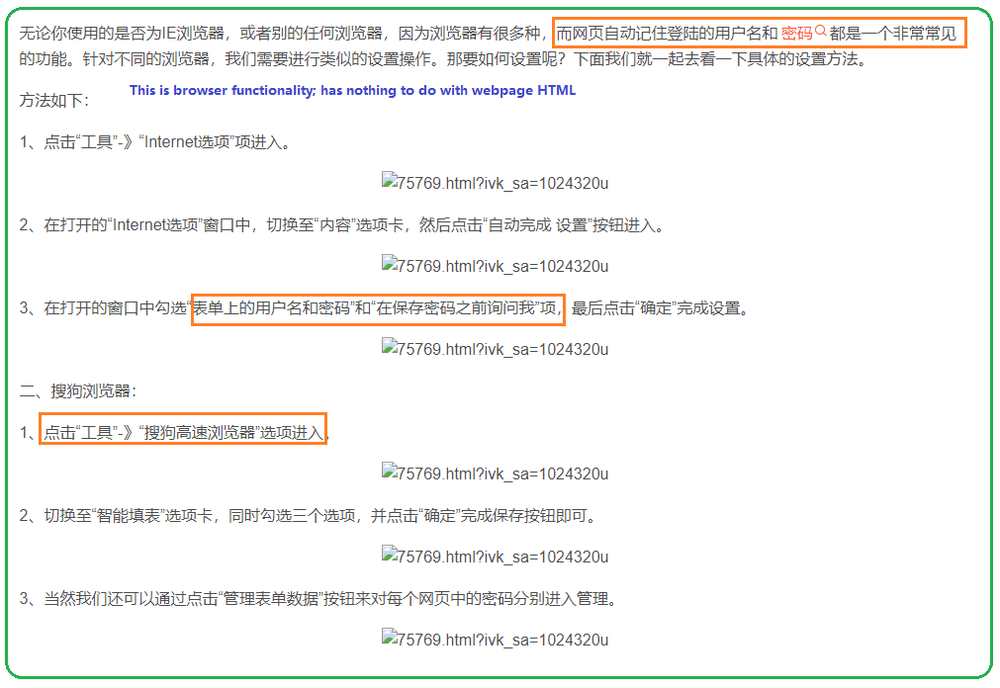 无论你使用的是否为IE浏览器，或者别的任何浏览器，因为浏览器有很多种，而网页自动记住登陆的用户名和 密码 都是一个非常常见
的功能。针对不同的浏览器，我们需要进行类似的设置操作。那要如何设置呢？下面我们就一起去看一下具体的设置方法。
This is browser functionality; has nothing to do with webpage HTML
方法如下：
1、点击“工具”-》“Internet选项”项进入。
75769.html?ivk_sa=1024320u
2、在打开的“Internet选项”窗口中，切换至“内容”选项卡，然后点击“自动完成 设置”按钮进入。
75769.html?ivk_sa=1024320u
3、在打开的窗口中勾选“表单上的用户名和密码”和“在保存密码之前询问我”项，最后点击“确定”完成设置。
75769.html?ivk_sa=1024320u
二、搜狗浏览器：
1、点击“工具”-》“搜狗高速浏览器”选项进入.
75769.html?ivk_sa=1024320u
2、切换至“智能填表”选项卡，同时勾选三个选项，并点击“确定”完成保存按钮即可。
75769.html?ivk_sa=1024320u
3、当然我们还可以通过点击“管理表单数据”按钮来对每个网页中的密码分别进入管理。
75769.html?ivk_sa=1024320u